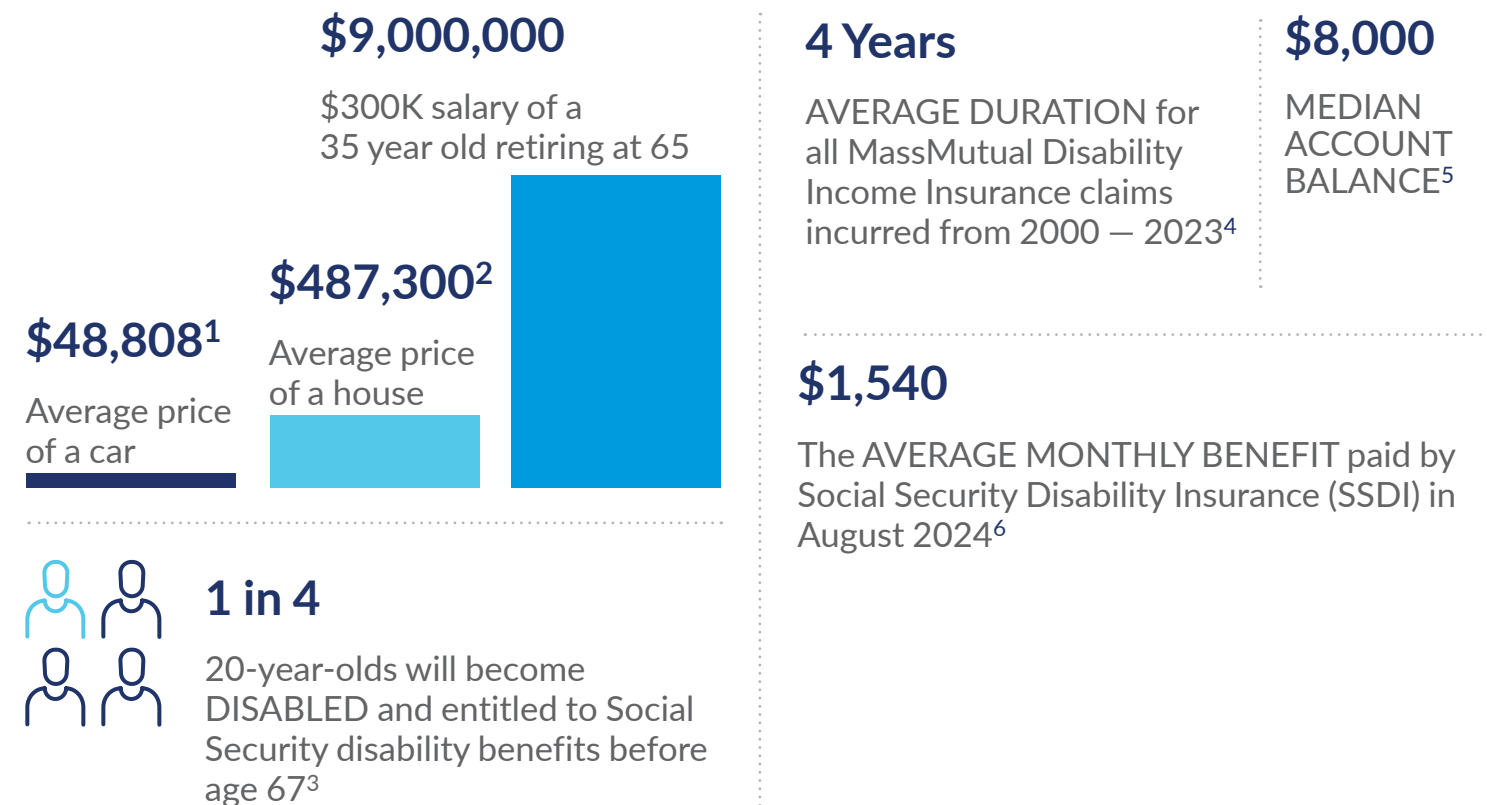 $9,000,000
$300K salary of a
35 year old retiring at 65
$487,300²
Average price
of a house
$48,808¹
Average price
of a car
1 in 4
20-year-olds will become
DISABLED and entitled to Social
Security disability benefits before
age 67³
4 Years
AVERAGE DURATION for
all MassMutual Disability
Income Insurance claims
incurred from 2000 — 2023⁴
$8,000
MEDIAN
ACCOUNT
BALANCE⁵
$1,540
The AVERAGE MONTHLY BENEFIT paid by
Social Security Disability Insurance (SSDI) in
August 2024⁶